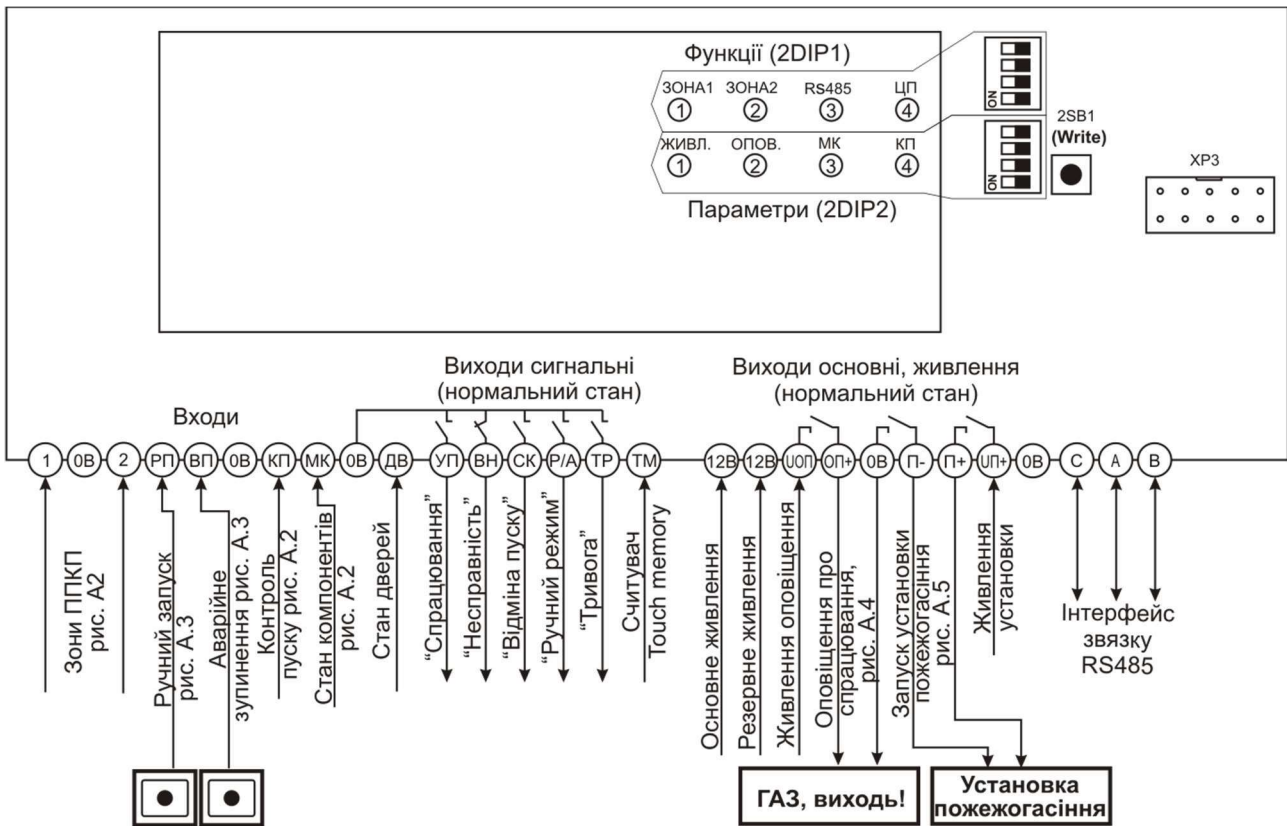 Функції (2DIP1)
ЗОНА1 ЗОНА2 Rs485 ЦП
1 2 3 4
ON
ЖИВЛ. ОПОВ. МК КП
1 2 3 4
ON
Параметри (2DIP2)
2SB1
(Write)
XP3
Входи
Виходи сигнальні
(нормальний стан)
Виходи основні, живлення
(нормальний стан)
1 0В 2 РП ВП 0В КП МК 0В ДВ УП ВН СК Р/А ТР ТМ 12В 12В UОП ОП+ 0В П- П+ UП+ 0В С А В
Зони ППКП
рис. А2
Ручний запуск
рис. А.3
Аварійне
зупинення рис. А.3
Контроль
пуску рис. А.2
Стан компонентів
рис. А.2
Стан дверей
“Спрацювання”
“Несправність”
“Відміна пуску”
“Ручний режим”
“Тривога”
Считувач
Touch memory
Основне живлення
Резервне живлення
Живлення оповіщення
Оповіщення про
спрацювання,
рис. А.4
Запуск установки
пожежогасіння
рис. А.5
Живлення
установки
Інтерфейс
звязку
RS485
ГАЗ, виходь!
Установка
пожежогасіння